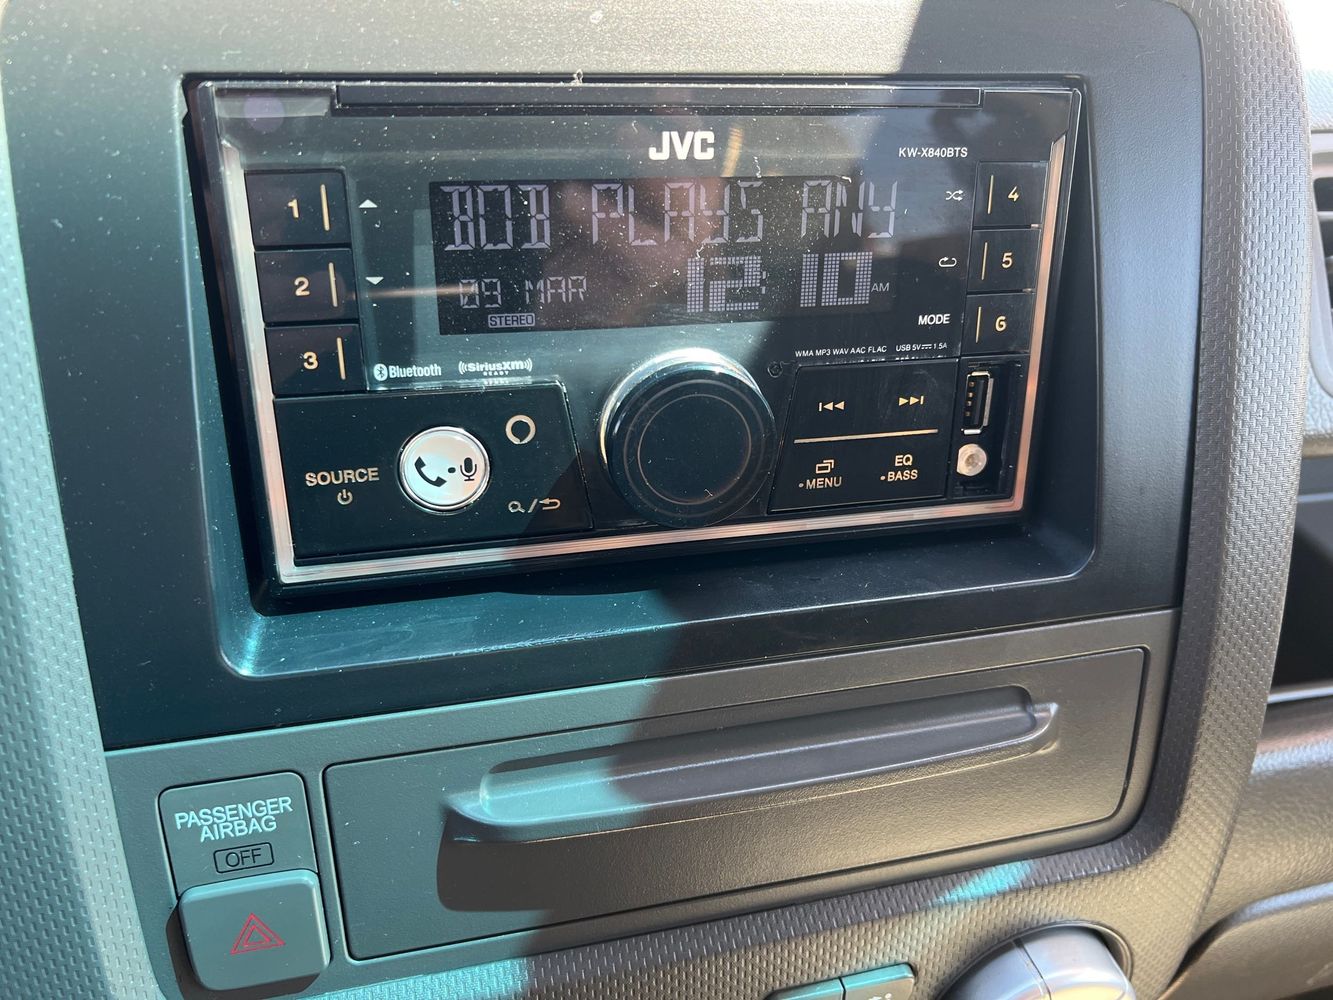 JVC
KW-X840BTS
BOB PLAYS ANY
09 MAR 12:10 AM
STEREO
1
2
3
4
5
6
MODE
WMA MP3 WAV AAC FLAC USB 5V⎓1.5A
Bluetooth
((SiriusXM))
READY
SOURCE
MENU
EQ
BASS
PASSENGER
AIRBAG
OFF